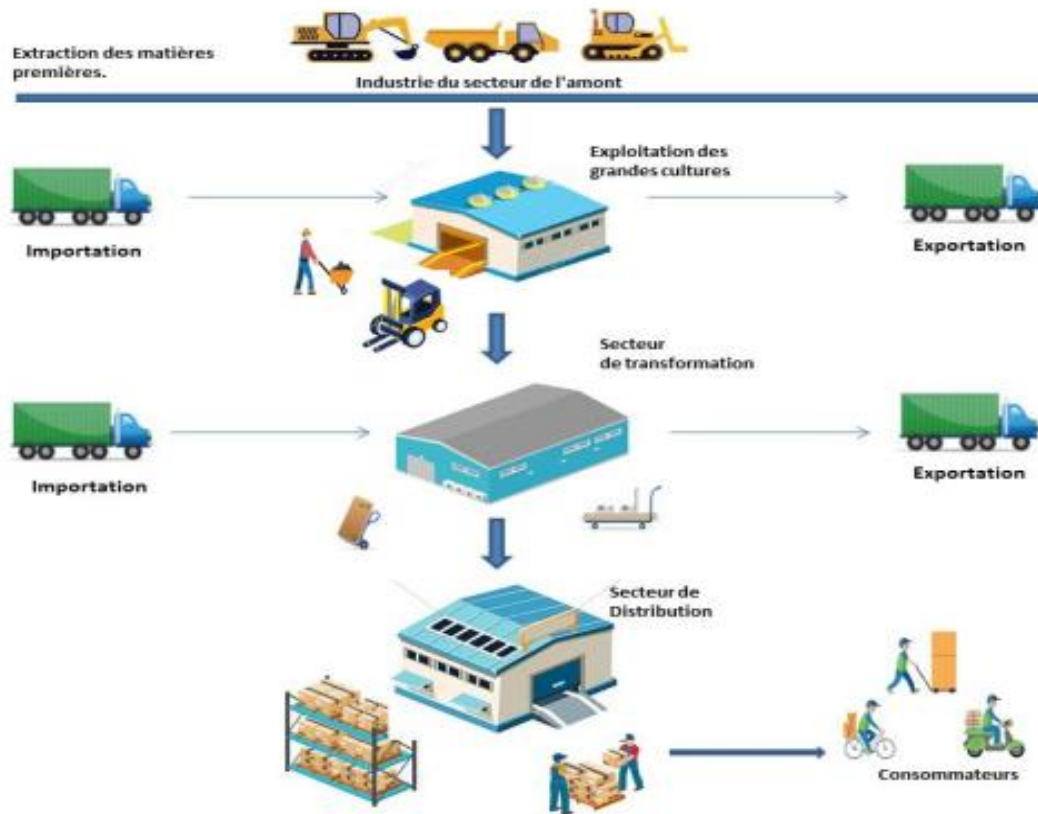 Extraction des matières
premières.
Industrie du secteur de l'amont
Exploitation des
grandes cultures
Importation
Exportation
Secteur
de transformation
Importation
Exportation
Secteur de
Distribution
Consommateurs